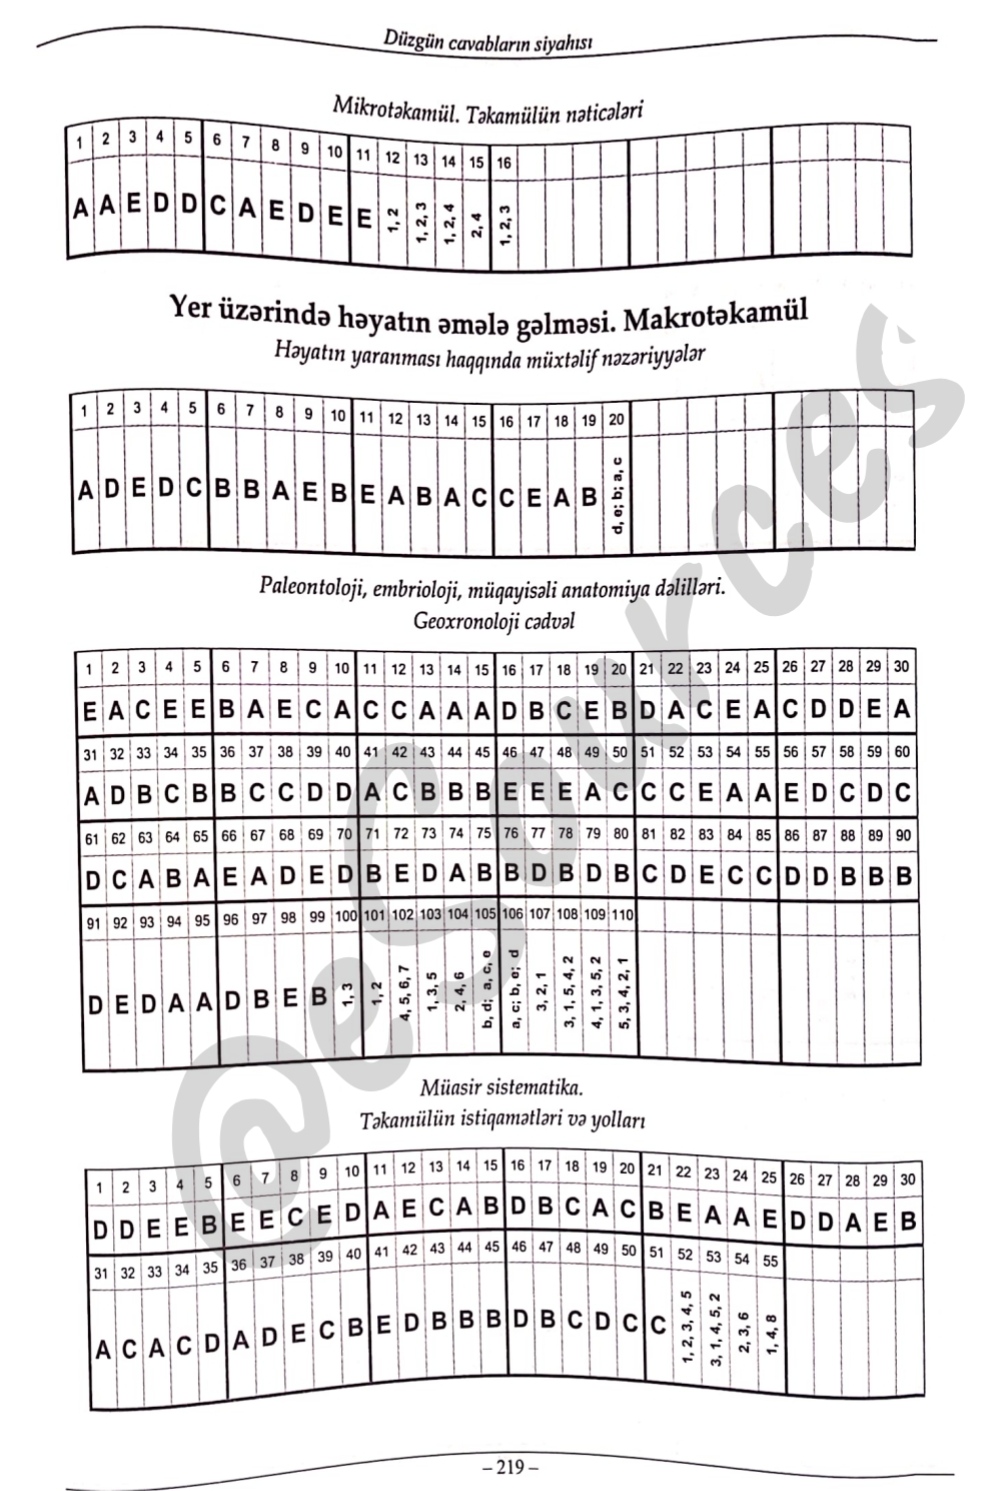 Düzgün cavabların siyahısı
Mikrotəkamül. Təkamülün nəticələri
1 2 3 4 5 6 7 8 9 10 11 12 13 14 15 16
A A E D D C A E D E E 1, 2 1, 2, 3 1, 2, 4 2, 4 1, 2, 3
Yer üzərində həyatın əmələ gəlməsi. Makrotəkamül
Həyatın yaranması haqqında müxtəlif nəzəriyyələr
1 2 3 4 5 6 7 8 9 10 11 12 13 14 15 16 17 18 19 20
A D E D C B B A E B E A B A C C E A B d, e; b; a, c
Paleontoloji, embrioloji, müqayisəli anatomiya dəlilləri.
Geoxronoloji cədvəl
1 2 3 4 5 6 7 8 9 10 11 12 13 14 15 16 17 18 19 20 21 22 23 24 25 26 27 28 29 30
E A C E E B A E C A C C A A A D B C E B D A C E A C D D E A
31 32 33 34 35 36 37 38 39 40 41 42 43 44 45 46 47 48 49 50 51 52 53 54 55 56 57 58 59 60
A D B C B B C C D D A C B B B E E E A C C C E A A E D C D C
61 62 63 64 65 66 67 68 69 70 71 72 73 74 75 76 77 78 79 80 81 82 83 84 85 86 87 88 89 90
D C A B A E A D E D B E D A B B D B D B C D E C C D D B B B
91 92 93 94 95 96 97 98 99 100 101 102 103 104 105 106 107 108 109 110
D E D A A D B E B 1, 3 1, 2 4, 5, 6, 7 1, 3, 5 2, 4, 6 b, d; a, c, e a, c; b, e; d 3, 2, 1 3, 1, 5, 4, 2 4, 1, 3, 5, 2 5, 3, 4, 2, 1
Müasir sistematika.
Təkamülün istiqamətləri və yolları
1 2 3 4 5 6 7 8 9 10 11 12 13 14 15 16 17 18 19 20 21 22 23 24 25 26 27 28 29 30
D D E E B E E C E D A E C A B D B C A C B E A A E D D A E B
31 32 33 34 35 36 37 38 39 40 41 42 43 44 45 46 47 48 49 50 51 52 53 54 55
A C A C D A D E C B E D B B B D B C D C C 1, 2, 3, 4, 5 3, 1, 4, 5, 2 2, 3, 6 1, 4, 8
– 219 –
@eSources